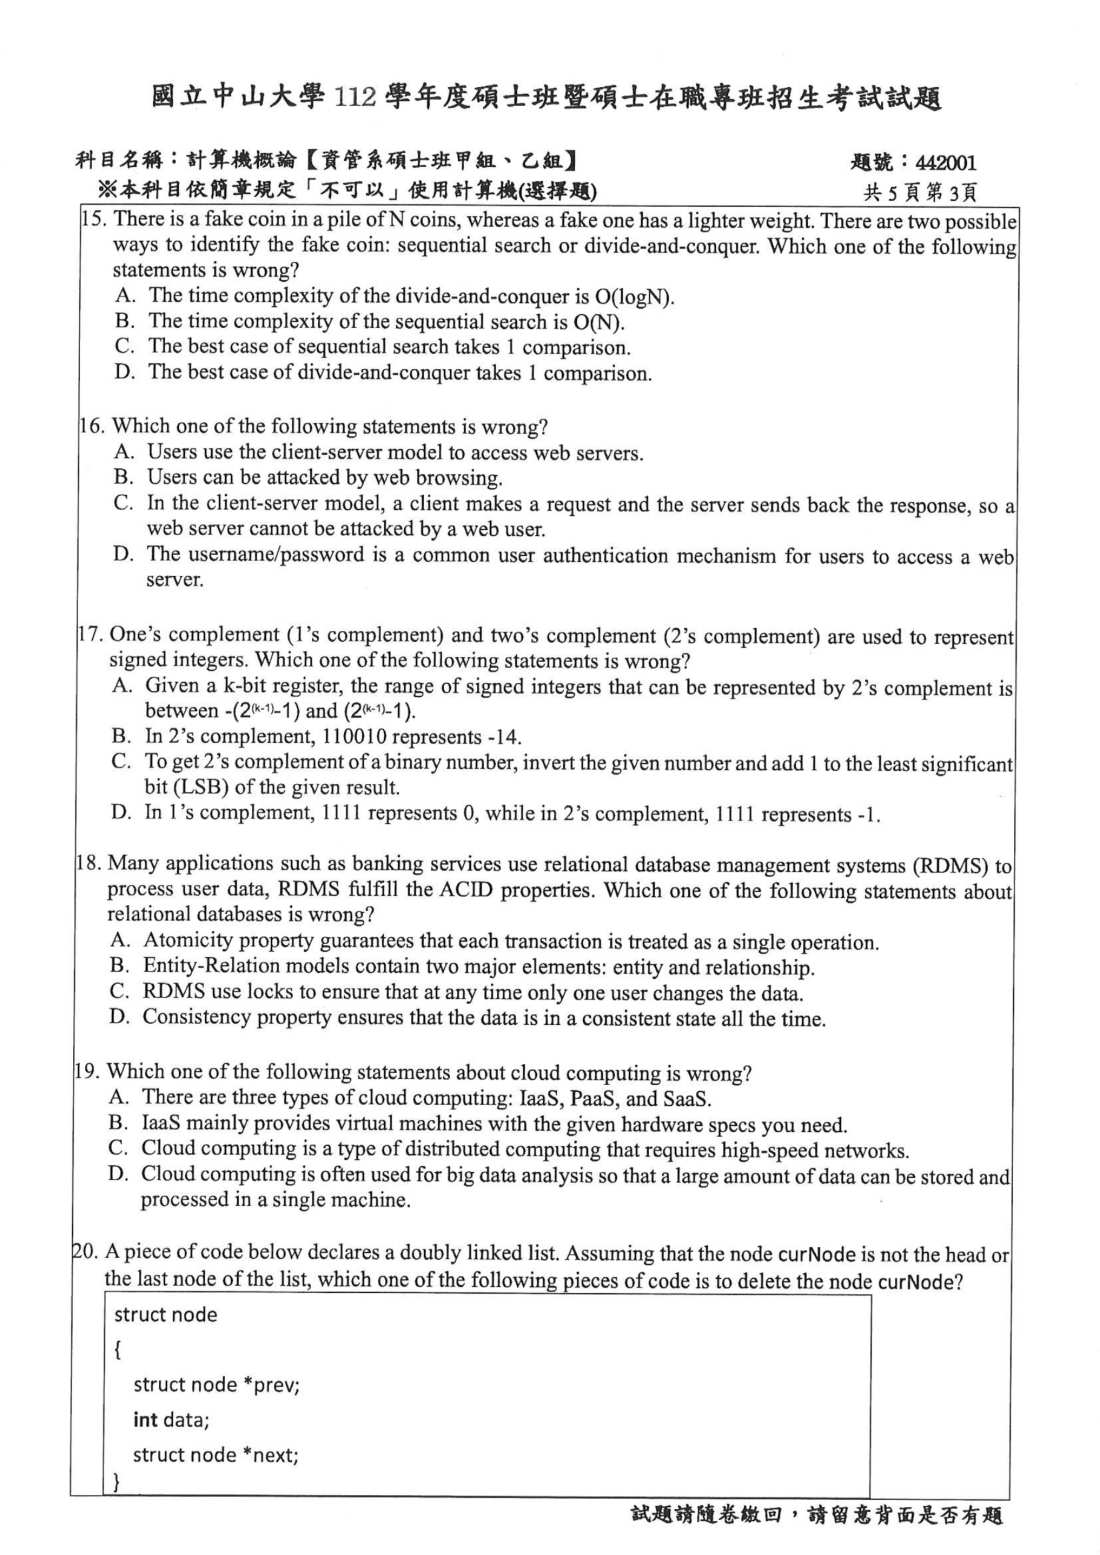 國立中山大學 112 學年度碩士班暨碩士在職專班招生考試試題
科目名稱：計算機概論【資管系碩士班甲組、乙組】
題號：442001
※本科目依簡章規定「不可以」使用計算機(選擇題)
共 5 頁第 3頁
15. There is a fake coin in a pile of N coins, whereas a fake one has a lighter weight. There are two possible
ways to identify the fake coin: sequential search or divide-and-conquer. Which one of the following
statements is wrong?
A. The time complexity of the divide-and-conquer is O(logN).
B. The time complexity of the sequential search is O(N).
C. The best case of sequential search takes 1 comparison.
D. The best case of divide-and-conquer takes 1 comparison.
16. Which one of the following statements is wrong?
A. Users use the client-server model to access web servers.
B. Users can be attacked by web browsing.
C. In the client-server model, a client makes a request and the server sends back the response, so a
web server cannot be attacked by a web user.
D. The username/password is a common user authentication mechanism for users to access a web
server.
17. One's complement (1's complement) and two's complement (2's complement) are used to represent
signed integers. Which one of the following statements is wrong?
A. Given a k-bit register, the range of signed integers that can be represented by 2's complement is
between -(2⁽ᵏ⁻¹⁾-1) and (2⁽ᵏ⁻¹⁾-1).
B. In 2's complement, 110010 represents -14.
C. To get 2's complement of a binary number, invert the given number and add 1 to the least significant
bit (LSB) of the given result.
D. In 1's complement, 1111 represents 0, while in 2's complement, 1111 represents -1.
18. Many applications such as banking services use relational database management systems (RDMS) to
process user data, RDMS fulfill the ACID properties. Which one of the following statements about
relational databases is wrong?
A. Atomicity property guarantees that each transaction is treated as a single operation.
B. Entity-Relation models contain two major elements: entity and relationship.
C. RDMS use locks to ensure that at any time only one user changes the data.
D. Consistency property ensures that the data is in a consistent state all the time.
19. Which one of the following statements about cloud computing is wrong?
A. There are three types of cloud computing: IaaS, PaaS, and SaaS.
B. IaaS mainly provides virtual machines with the given hardware specs you need.
C. Cloud computing is a type of distributed computing that requires high-speed networks.
D. Cloud computing is often used for big data analysis so that a large amount of data can be stored and
processed in a single machine.
20. A piece of code below declares a doubly linked list. Assuming that the node curNode is not the head or
the last node of the list, which one of the following pieces of code is to delete the node curNode?
struct node
{
struct node *prev;
int data;
struct node *next;
}
試題請隨卷繳回，請留意背面是否有題